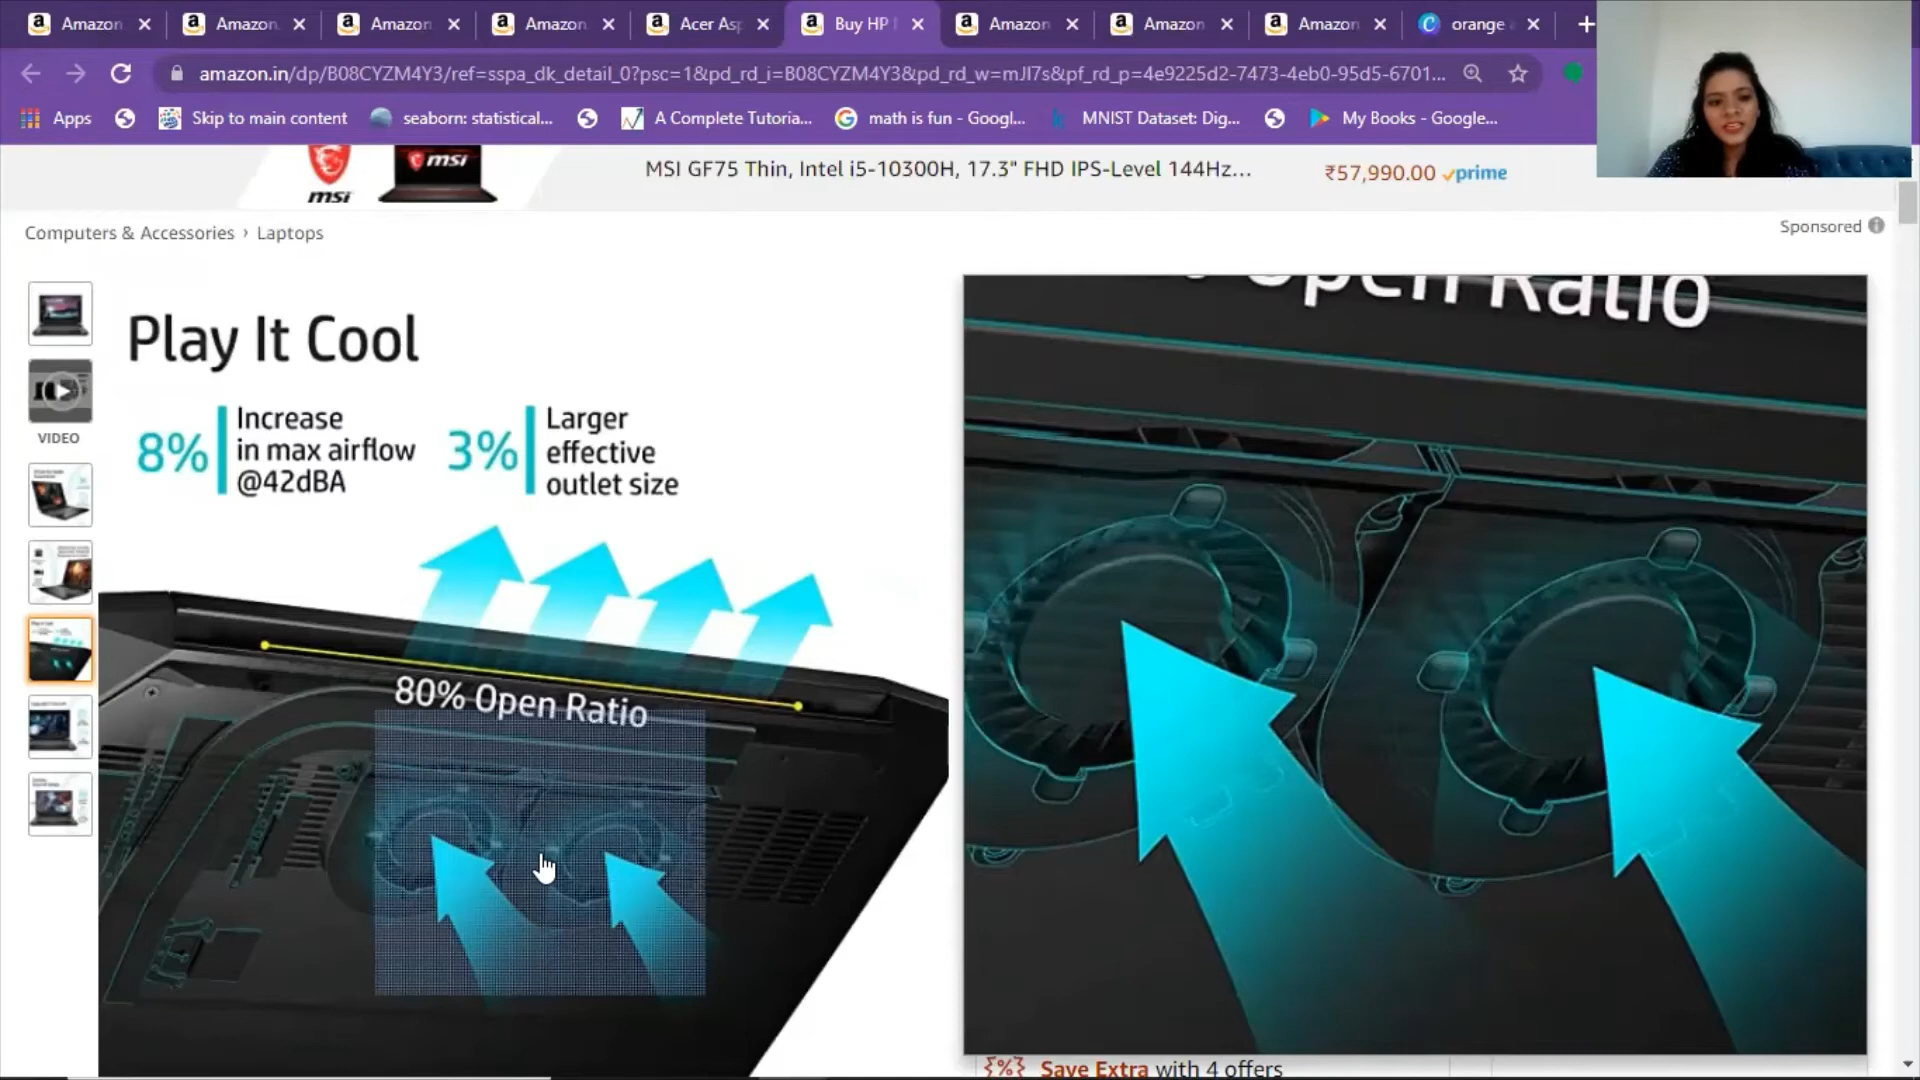 Amazon
Amazon
Amazon
Amazon
Acer Asp
Buy HP
Amazon
Amazon
Amazon
orange
amazon.in/dp/B08CYZM4Y3/ref=sspa_dk_detail_0?psc=1&pd_rd_i=B08CYZM4Y3&pd_rd_w=mJl7s&pf_rd_p=4e9225d2-7473-4eb0-95d5-6701...
Apps
Skip to main content
seaborn: statistical...
A Complete Tutoria...
math is fun - Googl...
MNIST Dataset: Dig...
My Books - Google...
msi
msi
MSI GF75 Thin, Intel i5-10300H, 17.3" FHD IPS-Level 144Hz...
₹57,990.00 prime
Computers & Accessories › Laptops
Sponsored
VIDEO
Play It Cool
8% Increase
in max airflow
@42dBA
3% Larger
effective
outlet size
80% Open Ratio
Open Ratio
Save Extra with 4 offers